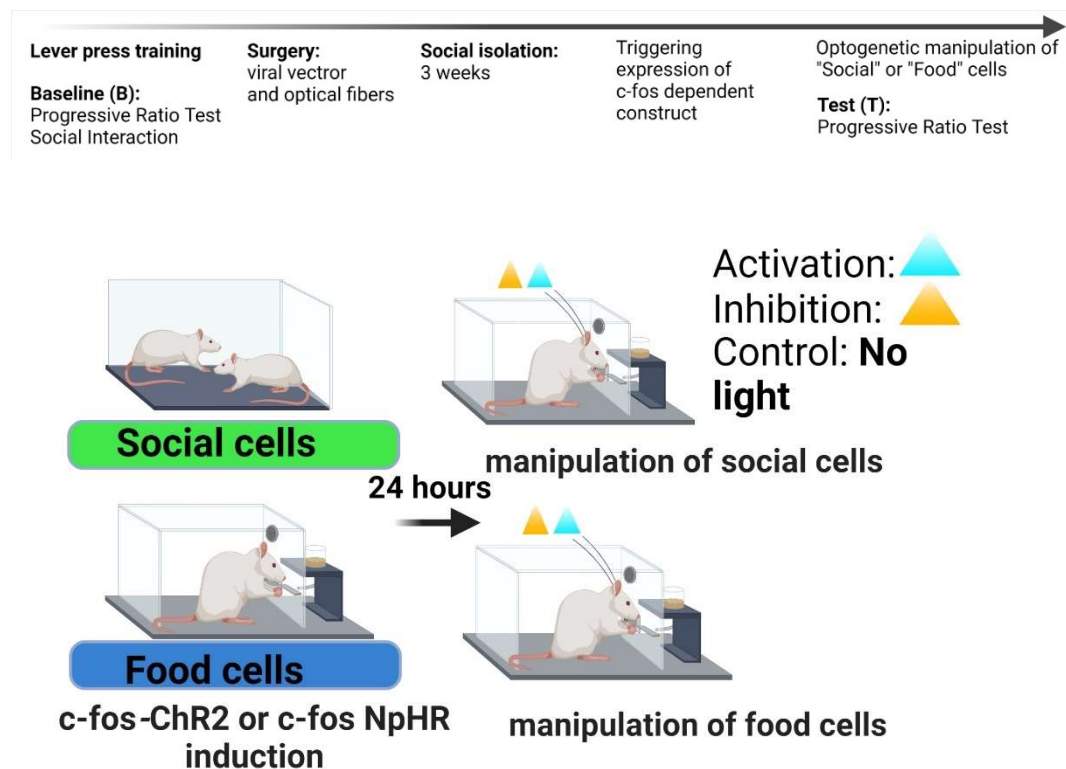 Lever press training
Baseline (B):
Progressive Ratio Test
Social Interaction
Surgery:
viral vectror
and optical fibers
Social isolation:
3 weeks
Triggering
expression of
c-fos dependent
construct
Optogenetic manipulation of
"Social" or "Food" cells
Test (T):
Progressive Ratio Test
Activation:
Inhibition:
Control: No
light
Social cells
manipulation of social cells
24 hours
Food cells
c-fos-ChR2 or c-fos NpHR
induction
manipulation of food cells